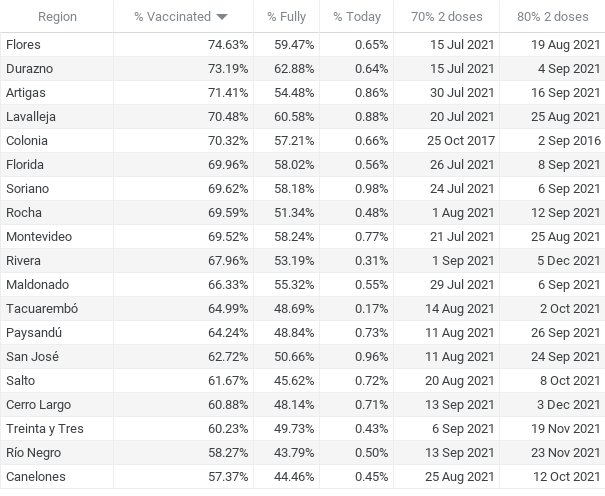 Region % Vaccinated % Fully % Today 70% 2 doses 80% 2 doses
Flores 74.63% 59.47% 0.65% 15 Jul 2021 19 Aug 2021
Durazno 73.19% 62.88% 0.64% 15 Jul 2021 4 Sep 2021
Artigas 71.41% 54.48% 0.86% 30 Jul 2021 16 Sep 2021
Lavalleja 70.48% 60.58% 0.88% 20 Jul 2021 25 Aug 2021
Colonia 70.32% 57.21% 0.66% 25 Oct 2017 2 Sep 2016
Florida 69.96% 58.02% 0.56% 26 Jul 2021 8 Sep 2021
Soriano 69.62% 58.18% 0.98% 24 Jul 2021 6 Sep 2021
Rocha 69.59% 51.34% 0.48% 1 Aug 2021 12 Sep 2021
Montevideo 69.52% 58.24% 0.77% 21 Jul 2021 25 Aug 2021
Rivera 67.96% 53.19% 0.31% 1 Sep 2021 5 Dec 2021
Maldonado 66.33% 55.32% 0.55% 29 Jul 2021 6 Sep 2021
Tacuarembó 64.99% 48.69% 0.17% 14 Aug 2021 2 Oct 2021
Paysandú 64.24% 48.84% 0.73% 11 Aug 2021 26 Sep 2021
San José 62.72% 50.66% 0.96% 11 Aug 2021 24 Sep 2021
Salto 61.67% 45.62% 0.72% 20 Aug 2021 8 Oct 2021
Cerro Largo 60.88% 48.14% 0.71% 13 Sep 2021 3 Dec 2021
Treinta y Tres 60.23% 49.73% 0.43% 6 Sep 2021 19 Nov 2021
Río Negro 58.27% 43.79% 0.50% 13 Sep 2021 23 Nov 2021
Canelones 57.37% 44.46% 0.45% 25 Aug 2021 12 Oct 2021